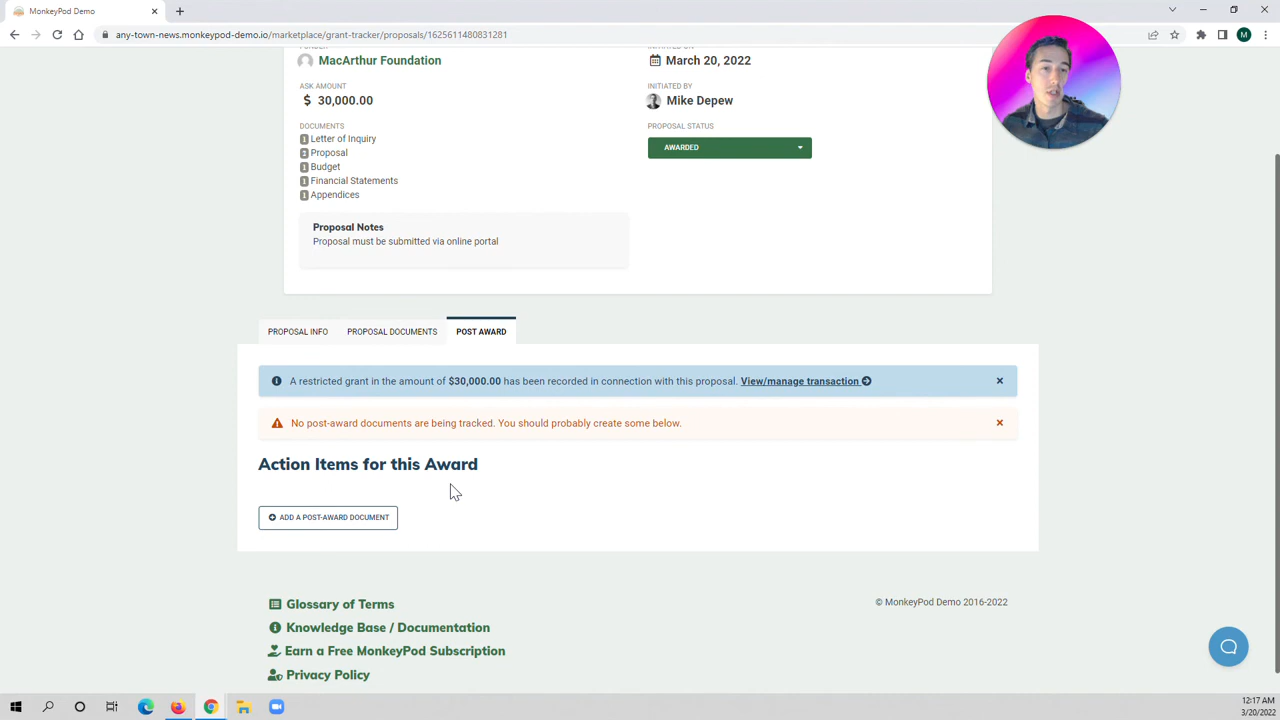 MonkeyPod Demo
any-town-news.monkeypod-demo.io/marketplace/grant-tracker/proposals/1625611480831281
M
MacArthur Foundation
March 20, 2022
ASK AMOUNT
$ 30,000.00
INITIATED BY
Mike Depew
DOCUMENTS
1 Letter of Inquiry
2 Proposal
1 Budget
1 Financial Statements
1 Appendices
PROPOSAL STATUS
AWARDED
Proposal Notes
Proposal must be submitted via online portal
PROPOSAL INFO PROPOSAL DOCUMENTS POST AWARD
A restricted grant in the amount of $30,000.00 has been recorded in connection with this proposal. View/manage transaction
No post-award documents are being tracked. You should probably create some below.
Action Items for this Award
ADD A POST-AWARD DOCUMENT
Glossary of Terms
Knowledge Base / Documentation
Earn a Free MonkeyPod Subscription
Privacy Policy
© MonkeyPod Demo 2016-2022
12:17 AM
3/20/2022